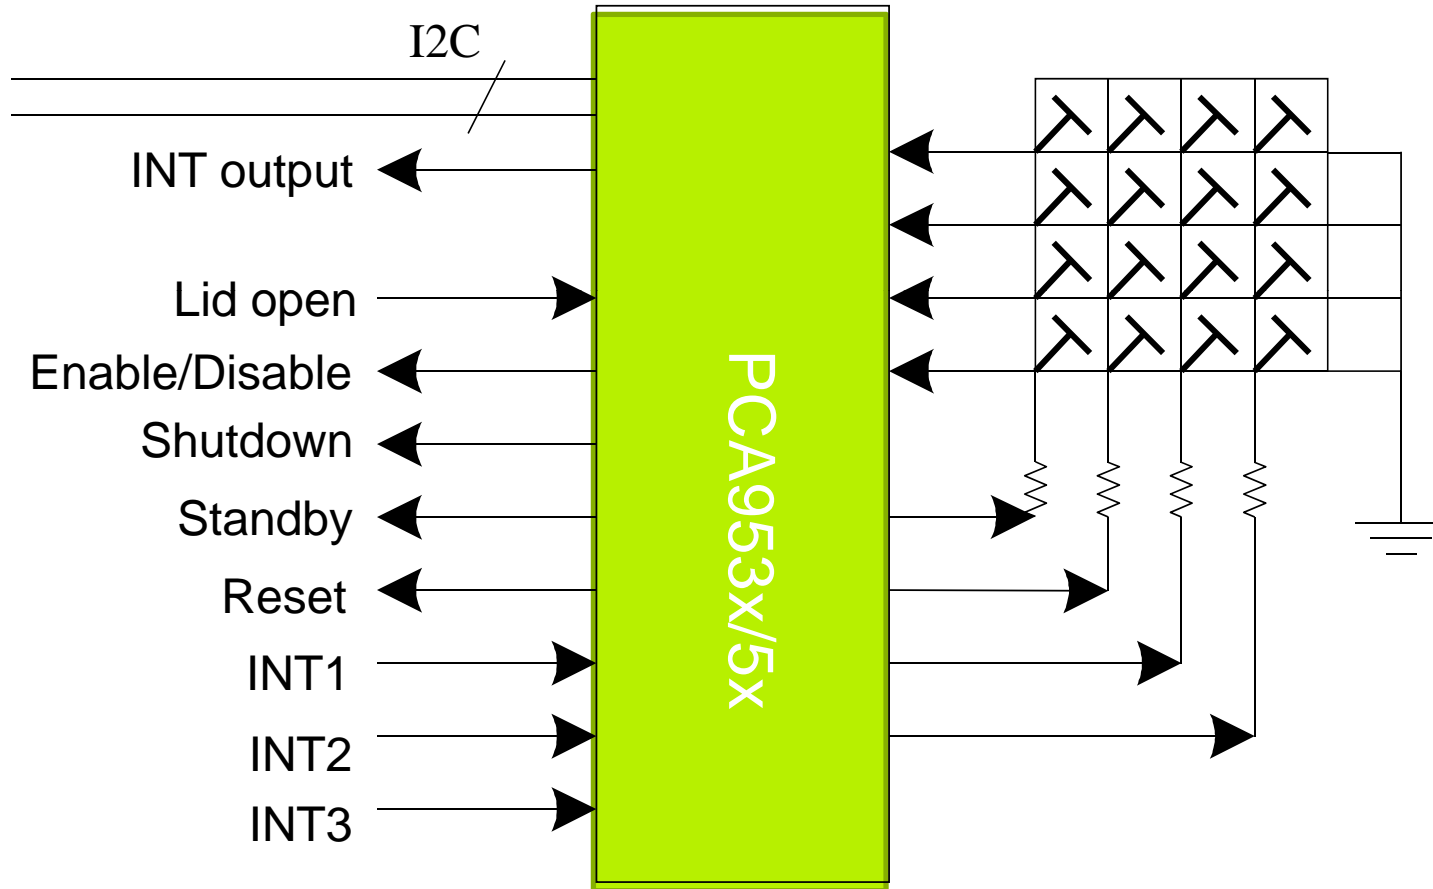 I2C
INT output
Lid open
Enable/Disable
Shutdown
Standby
Reset
INT1
INT2
INT3
PCA953x/5x